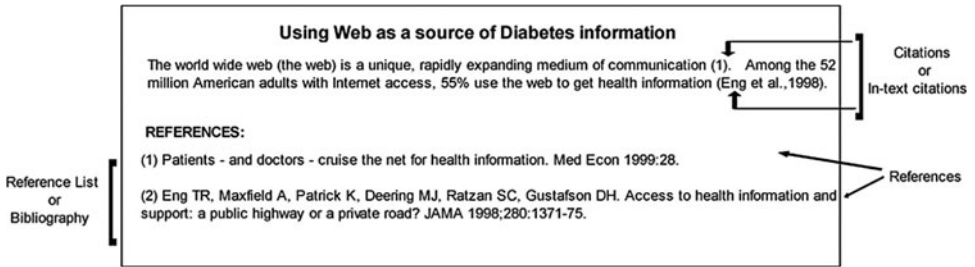 Using Web as a source of Diabetes information
The world wide web (the web) is a unique, rapidly expanding medium of communication (1). Among the 52
million American adults with Internet access, 55% use the web to get health information (Eng et al.,1998).
Citations
or
In-text citations
REFERENCES:
(1) Patients - and doctors - cruise the net for health information. Med Econ 1999:28.
(2) Eng TR, Maxfield A, Patrick K, Deering MJ, Ratzan SC, Gustafson DH. Access to health information and
support: a public highway or a private road? JAMA 1998;280:1371-75.
Reference List
or
Bibliography
References